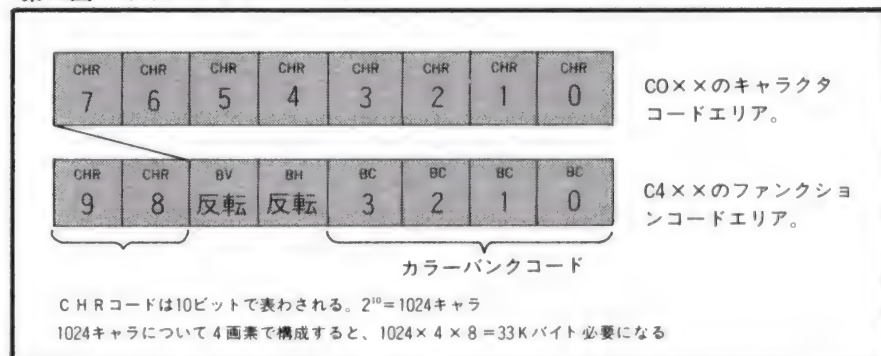 CHR CHR CHR CHR CHR CHR CHR CHR
7 6 5 4 3 2 1 0
CO××のキャラクタ
コードエリア。
CHR CHR BV BH BC BC BC BC
9 8 反転 反転 3 2 1 0
C4××のファンクショ
ンコードエリア。
カラーバンクコード
CHRコードは10ビットで表わされる。2¹⁰=1024キャラ
1024キャラについて4画素で構成すると、1024×4×8=33Kバイト必要になる